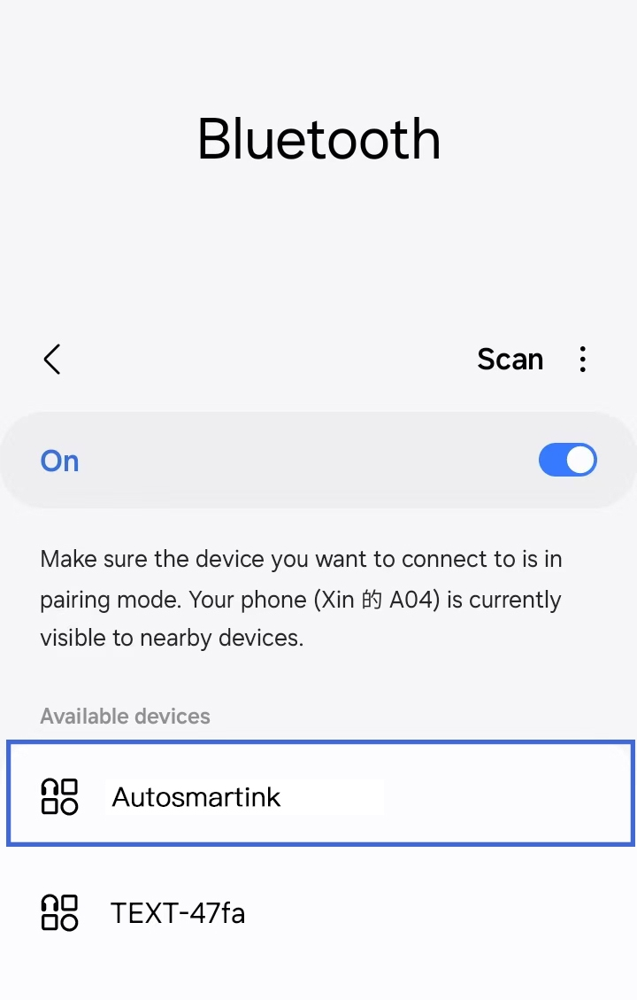 Bluetooth
Scan
On
Make sure the device you want to connect to is in
pairing mode. Your phone (Xin 的 A04) is currently
visible to nearby devices.
Available devices
Autosmartink
TEXT-47fa